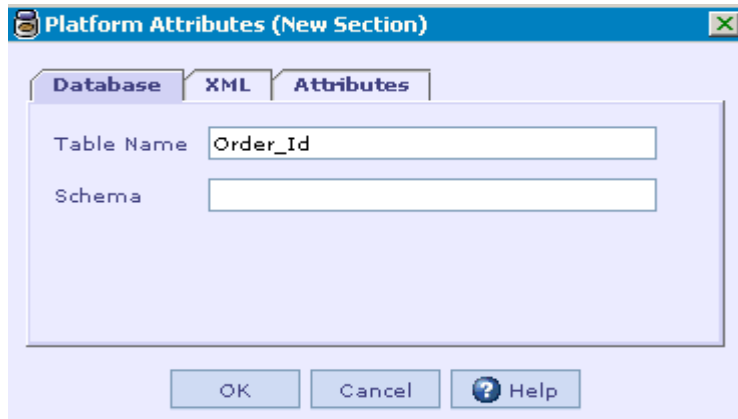 Platform Attributes (New Section)
Database XML Attributes
Table Name Order_Id
Schema
OK Cancel Help